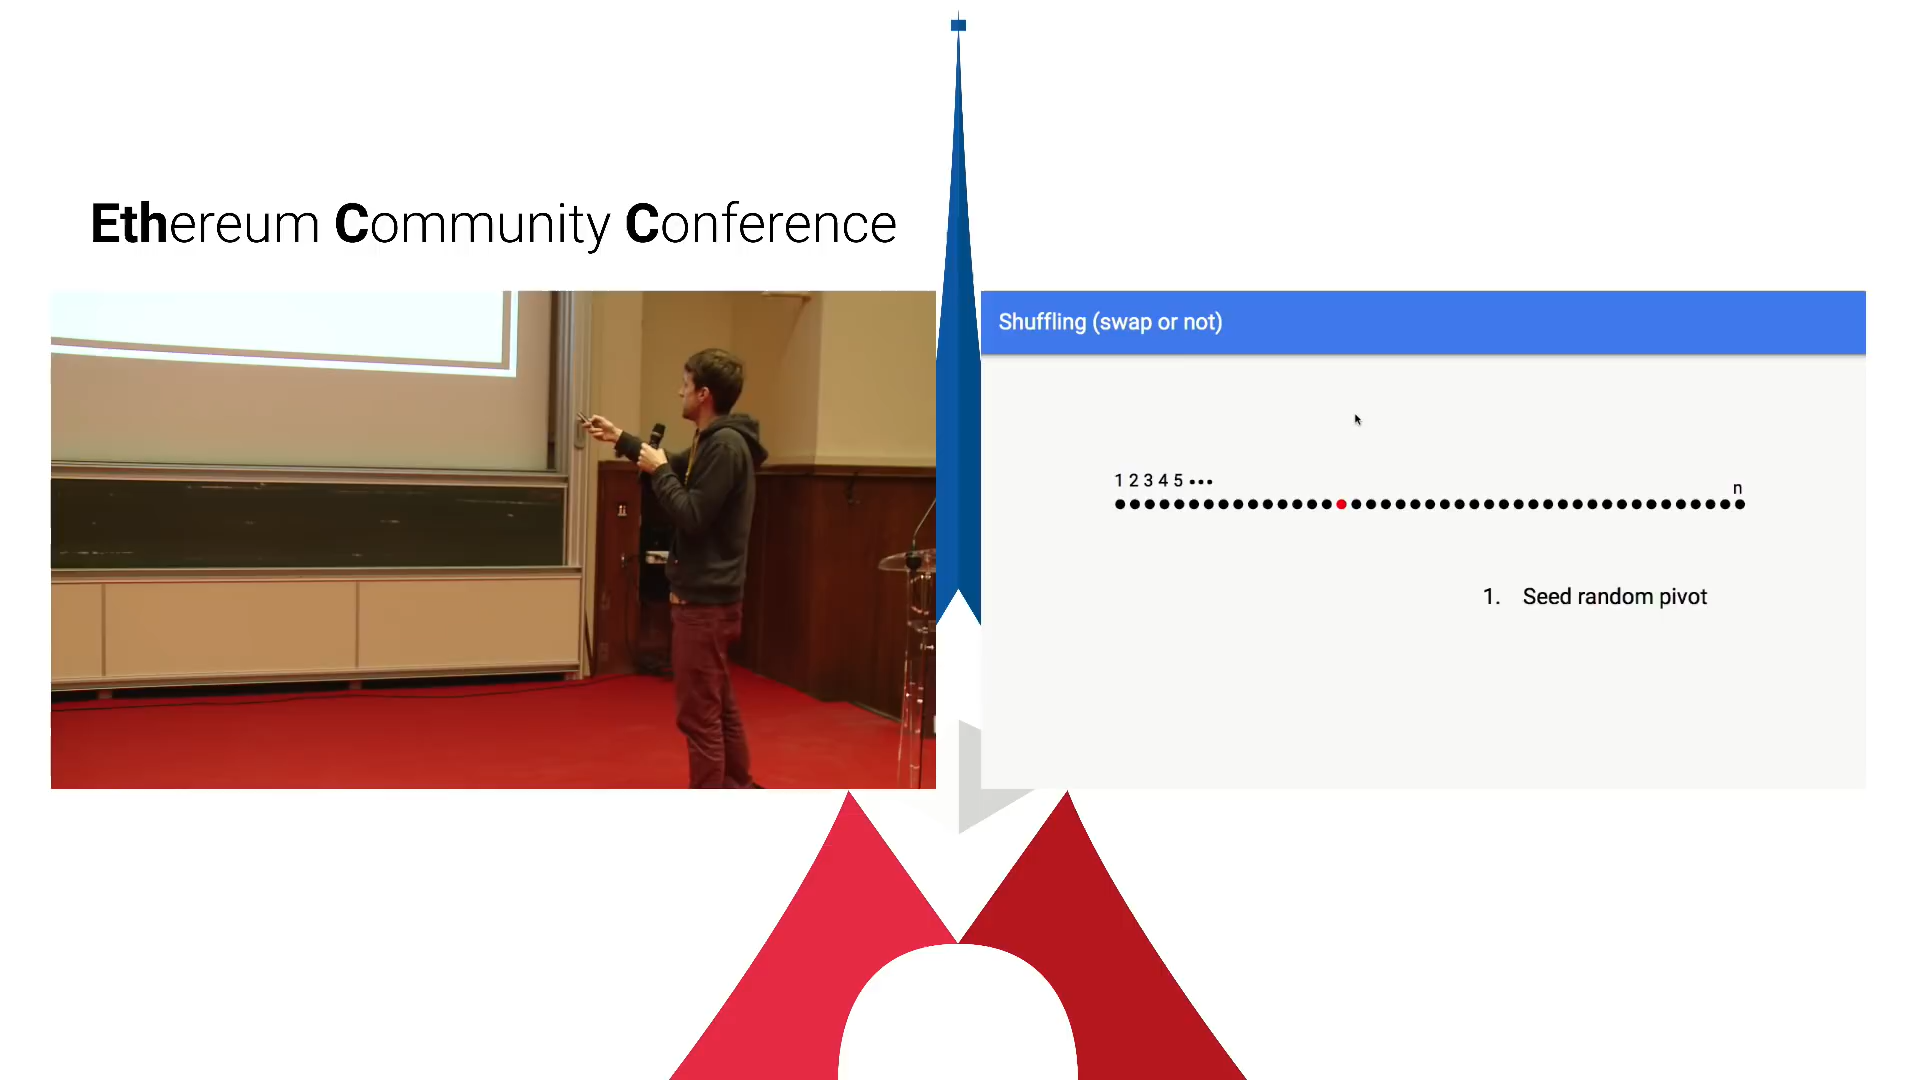 Ethereum Community Conference
Shuffling (swap or not)
1 2 3 4 5 •••
n
1. Seed random pivot